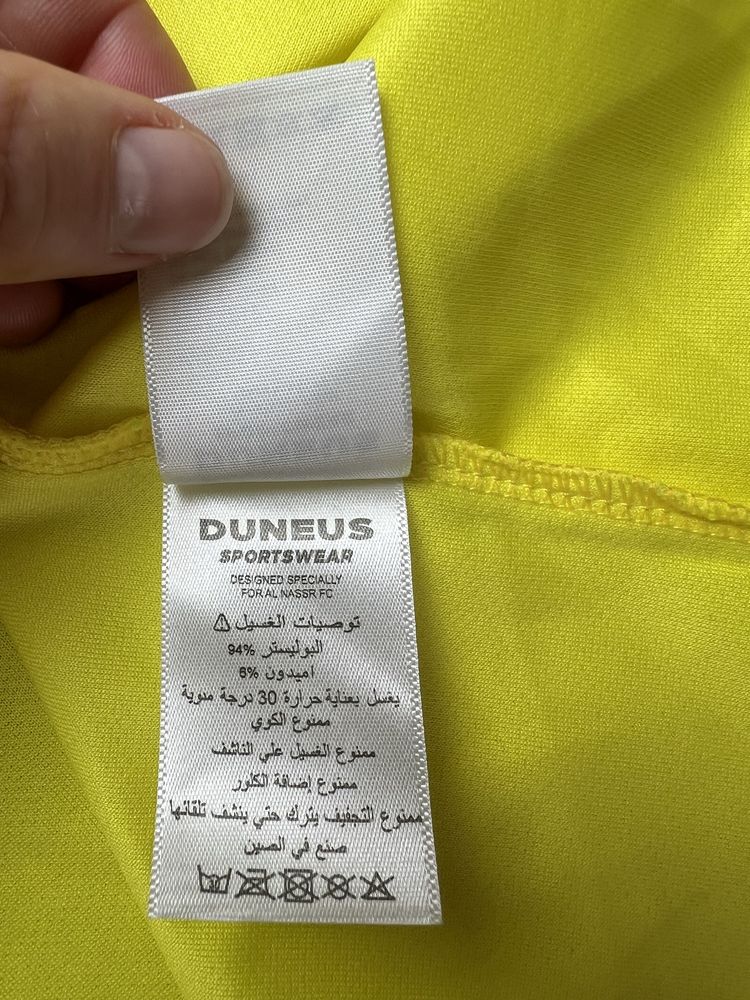 DUNEUS
SPORTSWEAR
DESIGNED SPECIALLY
FOR AL NASSR FC
توصيات الغسيل
البوليستر 94%
اميدون 6%
يغسل بعناية حرارة 30 درجة مئوية
ممنوع الكوي
ممنوع الغسيل علي الناشف
ممنوع إضافة الكلور
ممنوع التجفيف يترك حتي ينشف تلقائها
صنع في الصين